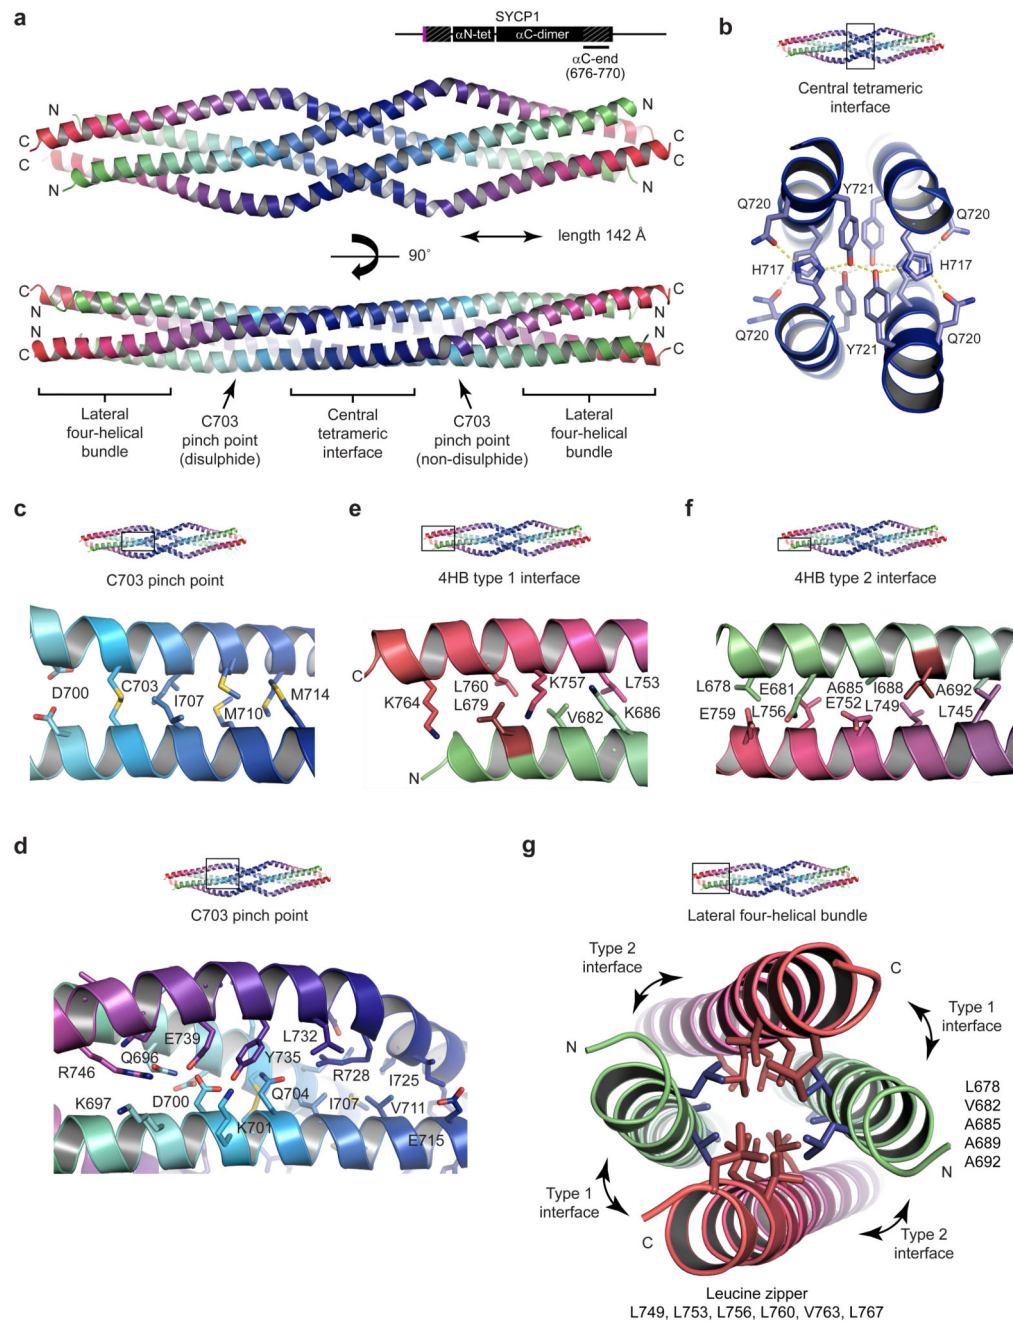 a
SYCP1
αN-tet
αC-dimer
αC-end
(676-770)
N
C
C
N
N
C
C
N
90˚
length 142 Å
C
N
N
C
C
N
N
C
Lateral
four-helical
bundle
C703
pinch point
(disulphide)
Central
tetrameric
interface
C703
pinch point
(non-disulphide)
Lateral
four-helical
bundle
b
Central tetrameric
interface
Y721
Q720
Q720
H717
H717
Q720
Q720
Y721
c
C703 pinch point
D700
C703
I707
M710
M714
e
4HB type 1 interface
C
K764
L760
L679
K757
V682
L753
K686
N
f
4HB type 2 interface
L678
E681
A685
I688
A692
E759
L756
E752
L749
L745
d
C703 pinch point
E739
L732
Q696
Y735
R746
R728
I725
K697
D700
Q704
I707
V711
K701
E715
g
Lateral four-helical bundle
Type 2
interface
C
Type 1
interface
N
L678
V682
A685
A689
A692
N
Type 1
interface
C
Type 2
interface
Leucine zipper
L749, L753, L756, L760, V763, L767